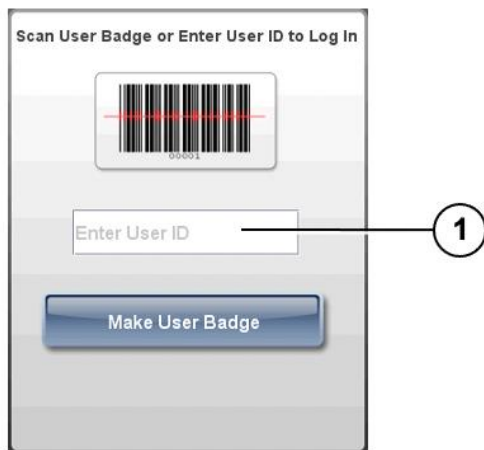 Scan User Badge or Enter User ID to Log In
00001
Enter User ID
1
Make User Badge